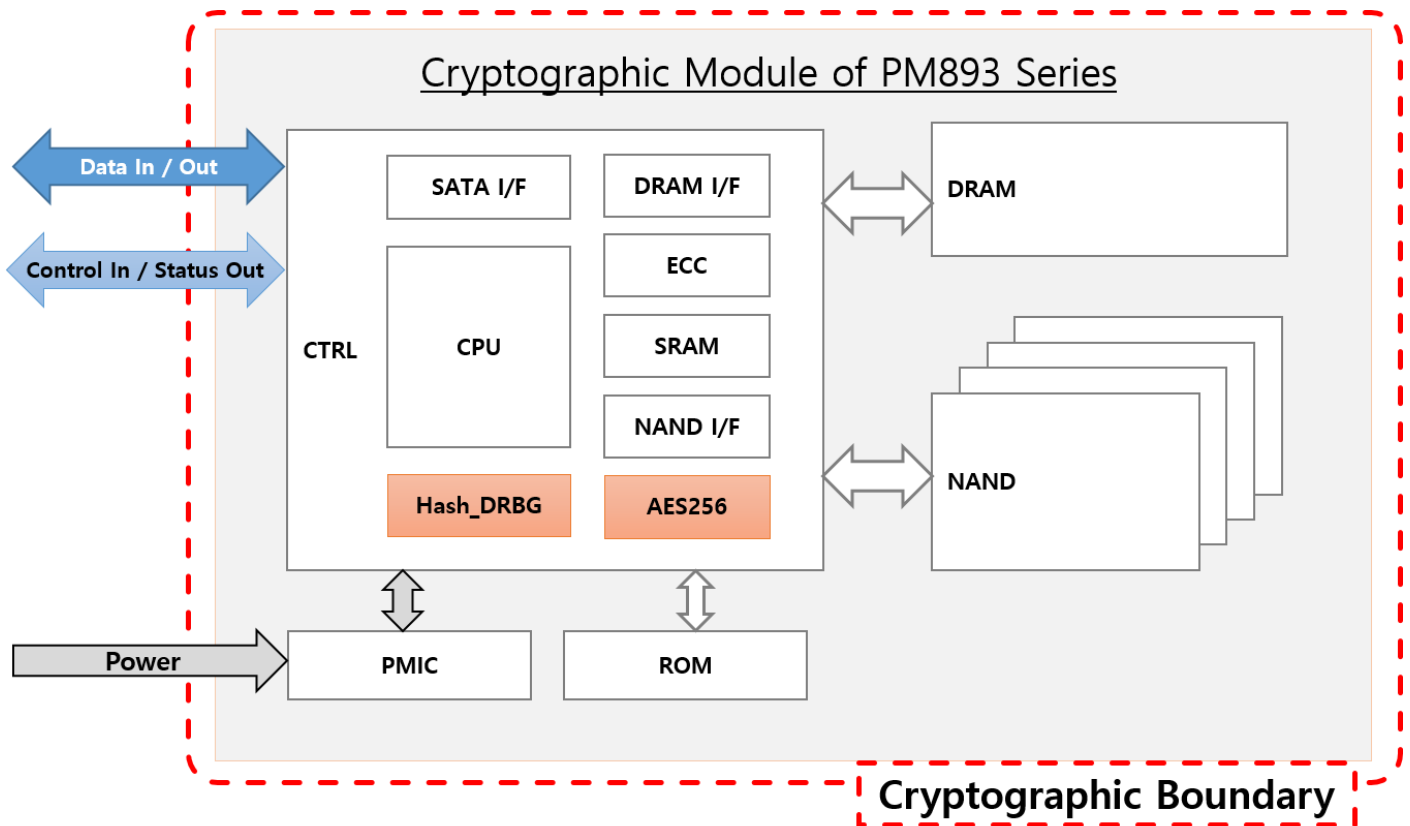 Cryptographic Module of PM893 Series
Data In / Out
Control In / Status Out
CTRL
SATA I/F
CPU
Hash_DRBG
DRAM I/F
ECC
SRAM
NAND I/F
AES256
DRAM
NAND
Power
PMIC
ROM
Cryptographic Boundary